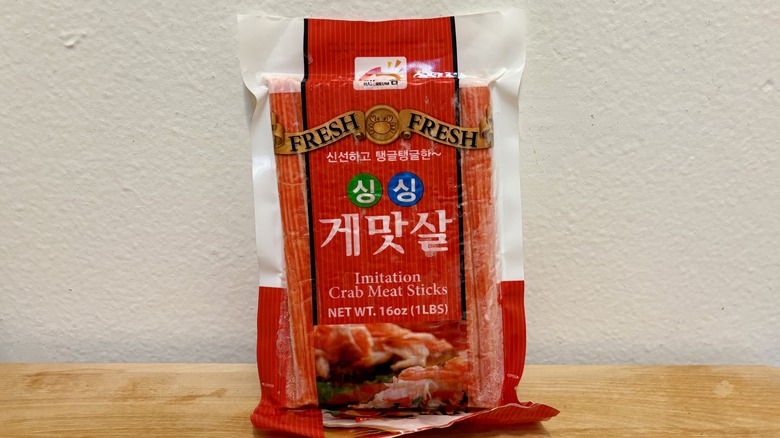 FRESH FRESH
신선하고 탱글탱글한~
싱싱
게맛살
Imitation
Crab Meat Sticks
NET WT. 16oz (1LBS)